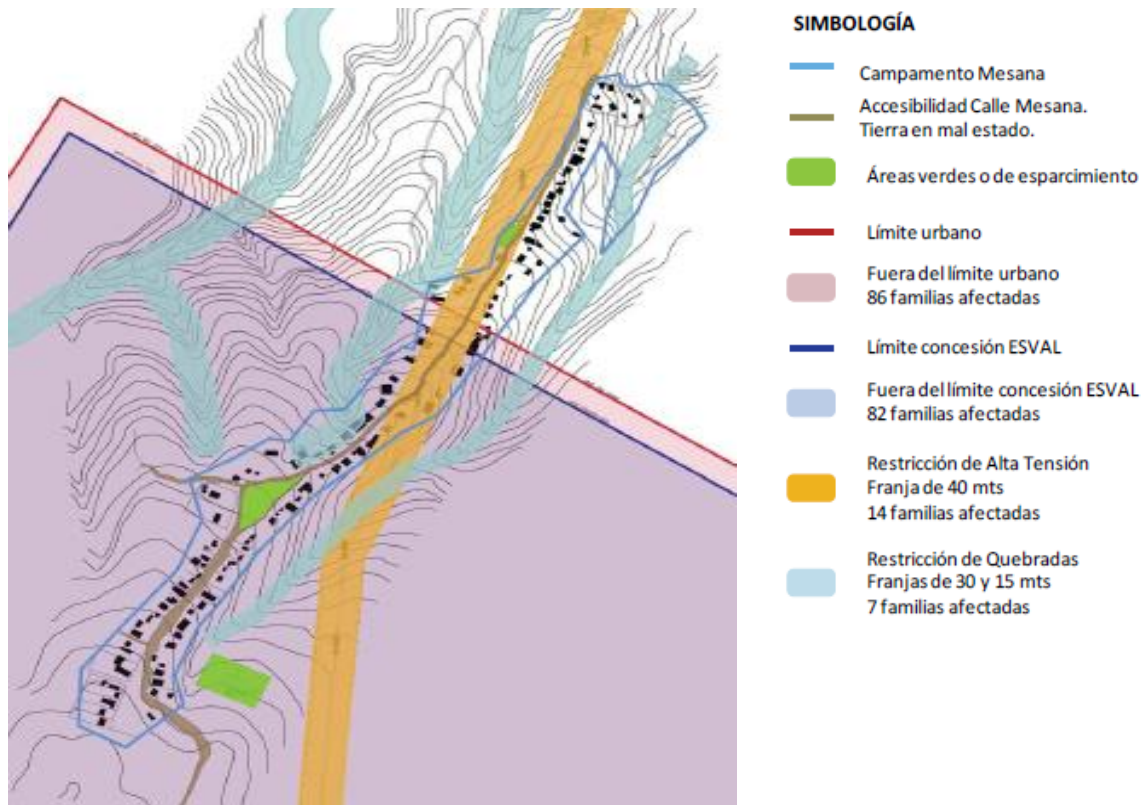 SIMBOLOGÍA
Campamento Mesana
Accesibilidad Calle Mesana.
Tierra en mal estado.
Áreas verdes o de esparcimiento
Límite urbano
Fuera del límite urbano
86 familias afectadas
Límite concesión ESVAL
Fuera del límite concesión ESVAL
82 familias afectadas
Restricción de Alta Tensión
Franja de 40 mts
14 familias afectadas
Restricción de Quebradas
Franjas de 30 y 15 mts
7 familias afectadas